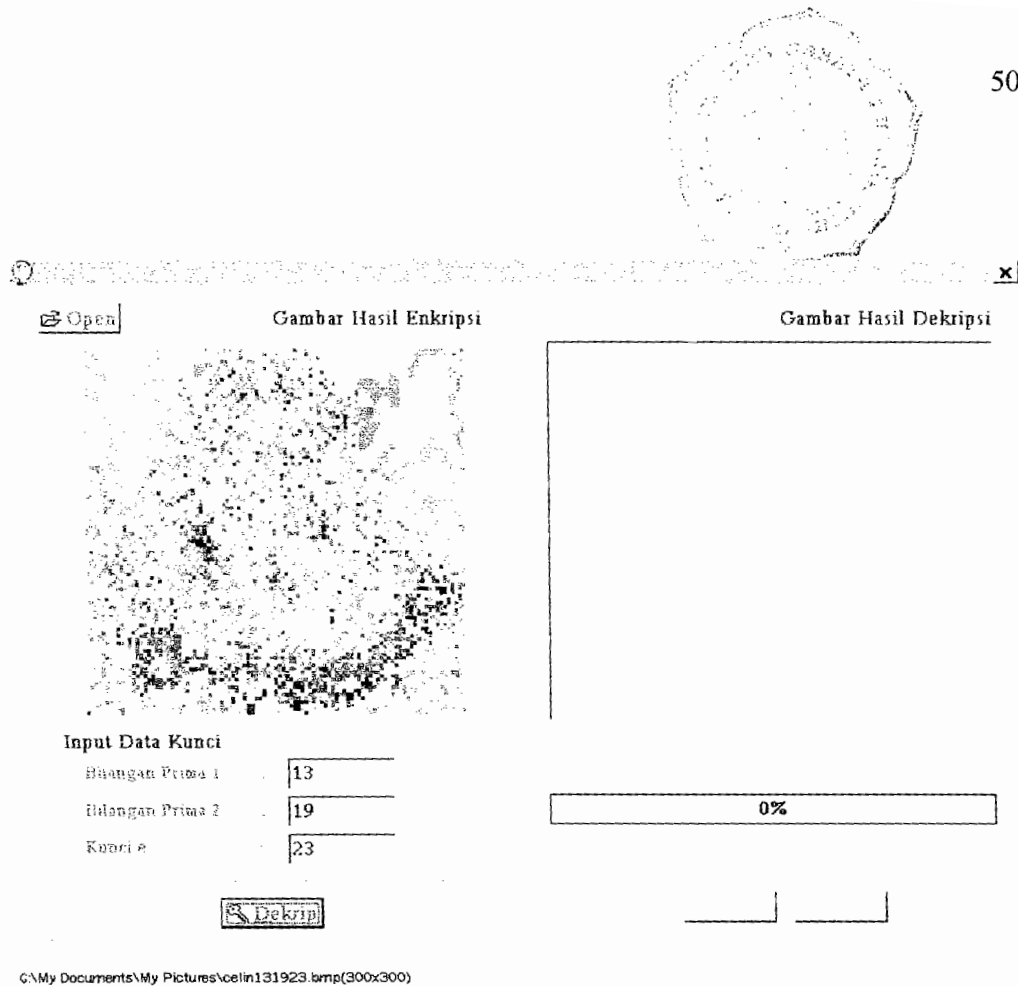 50
Open
Gambar Hasil Enkripsi
Gambar Hasil Dekripsi
Input Data Kunci
Bilangan Prima 1
13
Bilangan Prima 2
19
Kunci e
23
0%
Dekrip
C:\My Documents\My Pictures\celin131923.bmp(300x300)